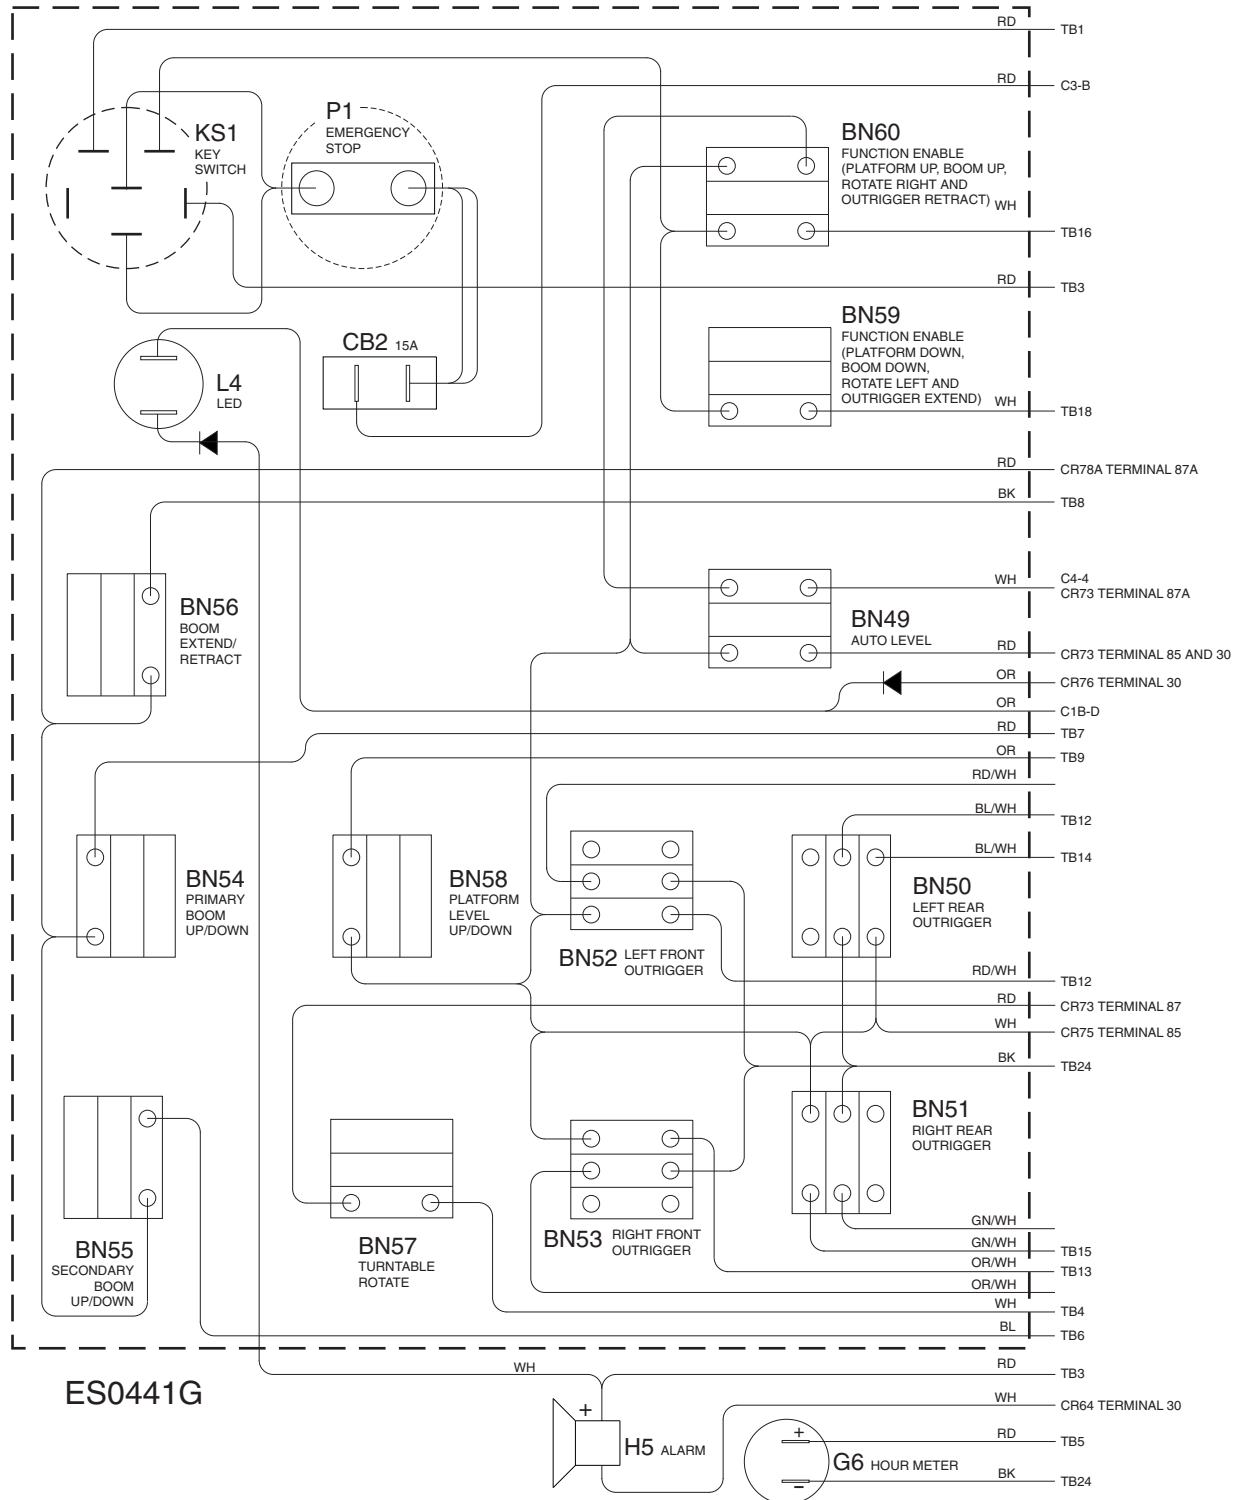 RD TB1
RD C3-B
P1
EMERGENCY
STOP
KS1
KEY
SWITCH
BN60
FUNCTION ENABLE
(PLATFORM UP, BOOM UP,
ROTATE RIGHT AND
OUTRIGGER RETRACT)
WH TB16
RD TB3
BN59
FUNCTION ENABLE
(PLATFORM DOWN,
BOOM DOWN,
ROTATE LEFT AND
OUTRIGGER EXTEND)
WH TB18
CB2 15A
L4
LED
RD CR78A TERMINAL 87A
BK TB8
WH C4-4
CR73 TERMINAL 87A
BN56
BOOM
EXTEND/
RETRACT
BN49
AUTO LEVEL
RD CR73 TERMINAL 85 AND 30
OR CR76 TERMINAL 30
OR C1B-D
RD TB7
OR TB9
RD/WH
BL/WH TB12
BL/WH TB14
BN54
PRIMARY
BOOM
UP/DOWN
BN58
PLATFORM
LEVEL
UP/DOWN
BN52 LEFT FRONT
OUTRIGGER
BN50
LEFT REAR
OUTRIGGER
RD/WH TB12
RD CR73 TERMINAL 87
WH CR75 TERMINAL 85
BK TB24
BN51
RIGHT REAR
OUTRIGGER
BN55
SECONDARY
BOOM
UP/DOWN
BN57
TURNTABLE
ROTATE
BN53 RIGHT FRONT
OUTRIGGER
GN/WH
GN/WH TB15
OR/WH TB13
OR/WH
WH TB4
BL TB6
ES0441G
WH
RD TB3
WH CR64 TERMINAL 30
+
H5 ALARM
RD TB5
+
G6 HOUR METER
–
BK TB24